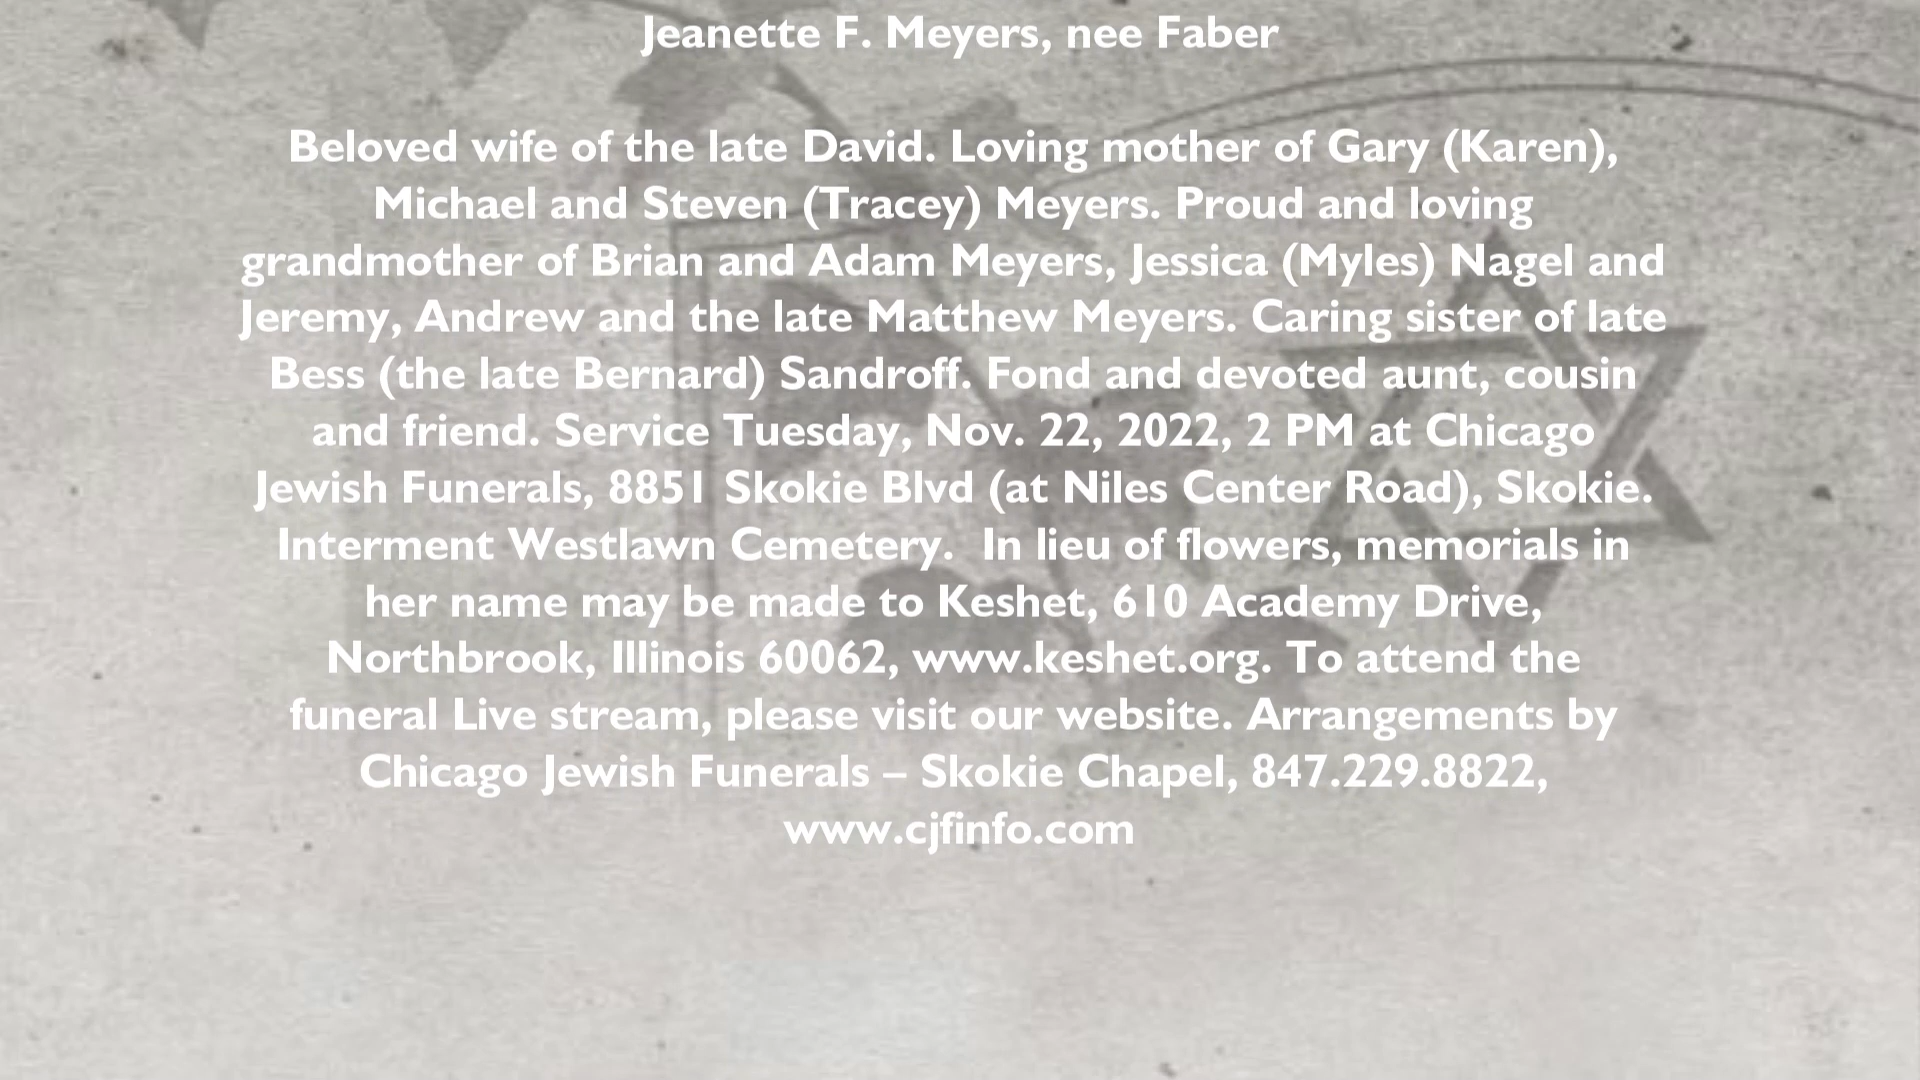 Jeanette F. Meyers, nee Faber
Beloved wife of the late David. Loving mother of Gary (Karen),
Michael and Steven (Tracey) Meyers. Proud and loving
grandmother of Brian and Adam Meyers, Jessica (Myles) Nagel and
Jeremy, Andrew and the late Matthew Meyers. Caring sister of late
Bess (the late Bernard) Sandroff. Fond and devoted aunt, cousin
and friend. Service Tuesday, Nov. 22, 2022, 2 PM at Chicago
Jewish Funerals, 8851 Skokie Blvd (at Niles Center Road), Skokie.
Interment Westlawn Cemetery.  In lieu of flowers, memorials in
her name may be made to Keshet, 610 Academy Drive,
Northbrook, Illinois 60062, www.keshet.org. To attend the
funeral Live stream, please visit our website. Arrangements by
Chicago Jewish Funerals – Skokie Chapel, 847.229.8822,
www.cjfinfo.com